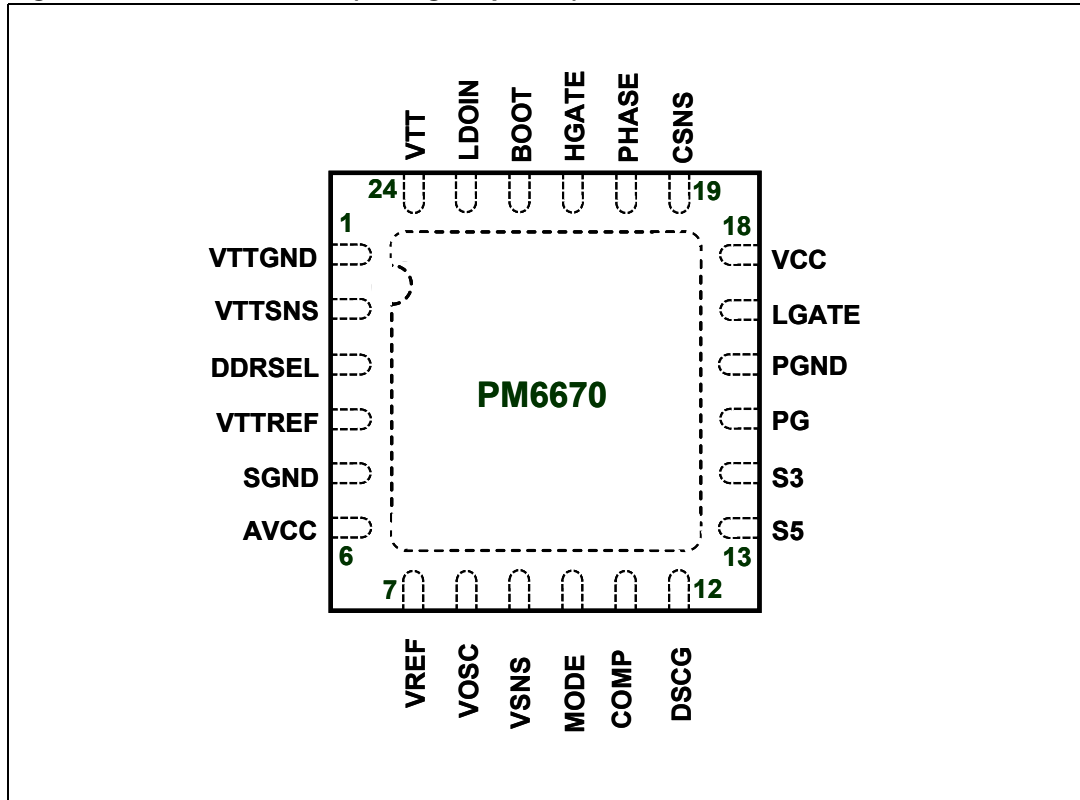 VTT
LDOIN
BOOT
HGATE
PHASE
CSNS
24
19
1
18
VTTGND
VCC
VTTSNS
LGATE
DDRSEL
PGND
PM6670
VTTREF
PG
SGND
S3
AVCC
S5
6
13
7
12
VREF
VOSC
VSNS
MODE
COMP
DSCG